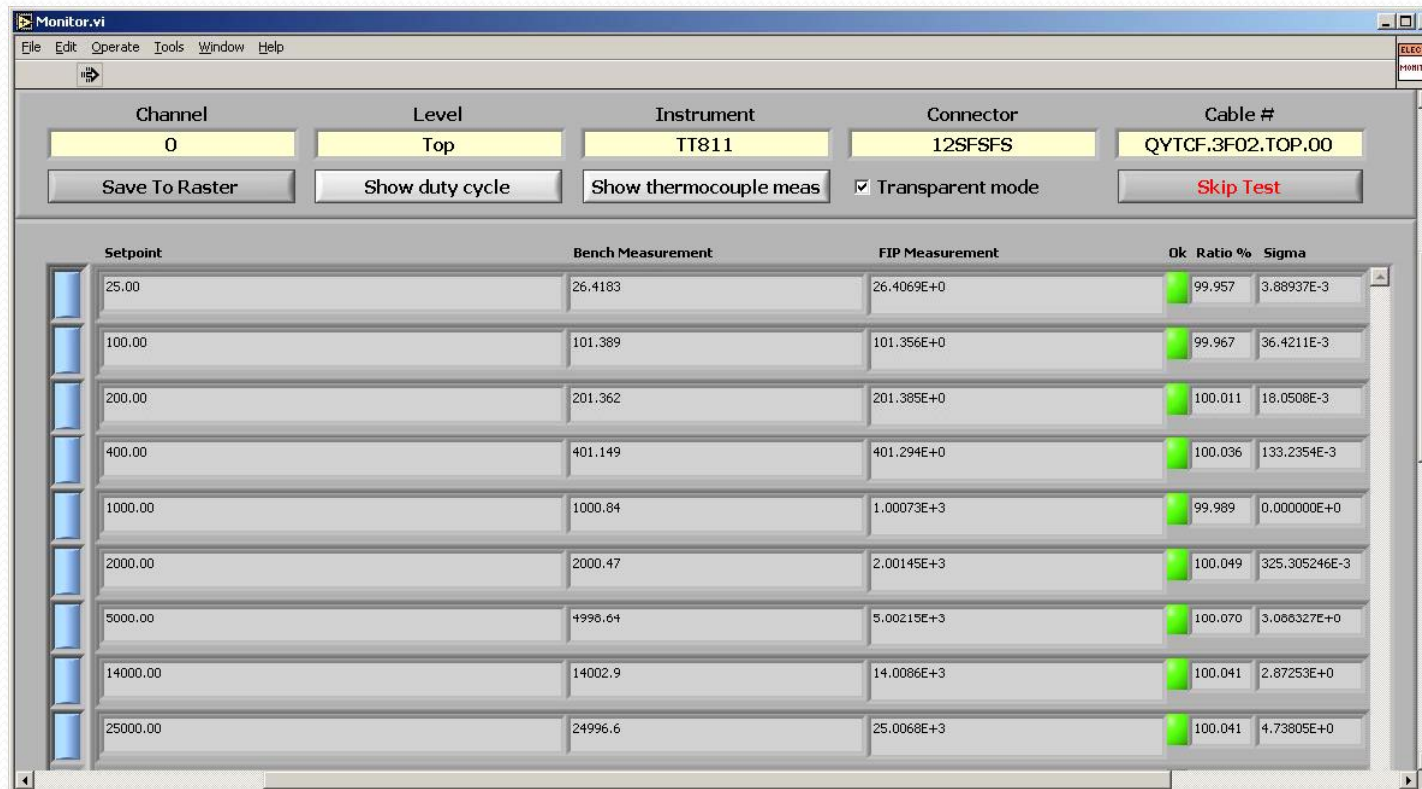 Monitor.vi
File Edit Operate Tools Window Help
ELEC
MONIT
Channel Level Instrument Connector Cable #
0 Top TT811 12SFSFS QYTCF.3F02.TOP.00
Save To Raster Show duty cycle Show thermocouple meas Transparent mode Skip Test
Setpoint Bench Measurement FIP Measurement Ok Ratio % Sigma
25.00 26.4183 26.4069E+0 99.957 3.88937E-3
100.00 101.389 101.356E+0 99.967 36.4211E-3
200.00 201.362 201.385E+0 100.011 18.0508E-3
400.00 401.149 401.294E+0 100.036 133.2354E-3
1000.00 1000.84 1.00073E+3 99.989 0.000000E+0
2000.00 2000.47 2.00145E+3 100.049 325.305246E-3
5000.00 4998.64 5.00215E+3 100.070 3.088327E+0
14000.00 14002.9 14.0086E+3 100.041 2.87253E+0
25000.00 24996.6 25.0068E+3 100.041 4.73805E+0